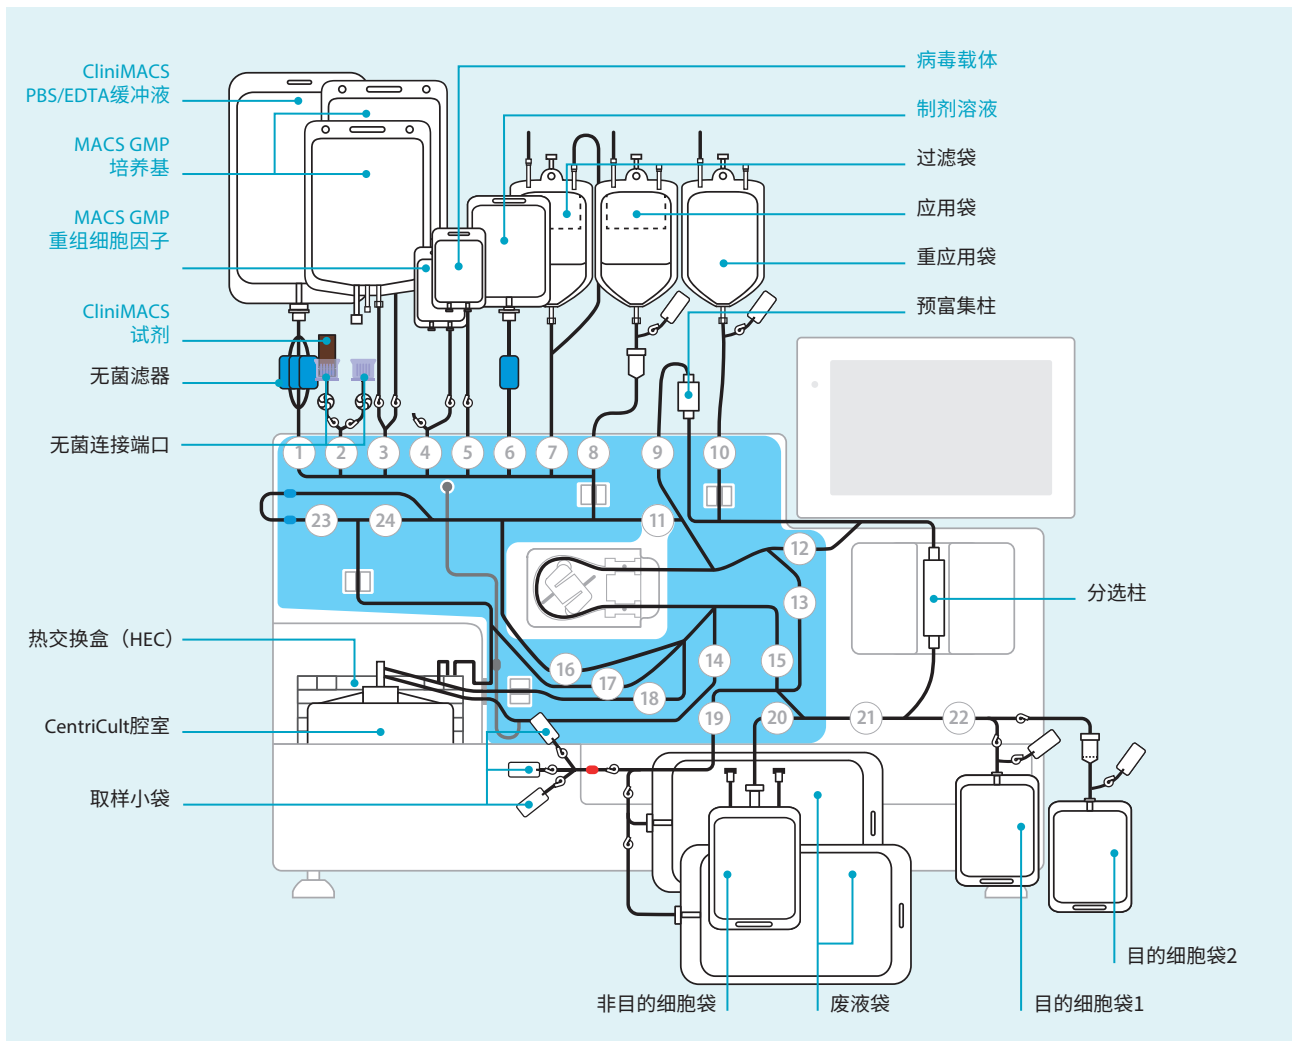 CliniMACS
PBS/EDTA缓冲液
MACS GMP
培养基
MACS GMP
重组细胞因子
CliniMACS
试剂
无菌滤器
无菌连接端口
病毒载体
制剂溶液
过滤袋
应用袋
重应用袋
预富集柱
1
2
3
4
5
6
7
8
9
10
23
24
11
12
13
分选柱
热交换盒（HEC）
16
17
18
14
15
CentriCult腔室
19
20
21
22
取样小袋
目的细胞袋2
非目的细胞袋
废液袋
目的细胞袋1